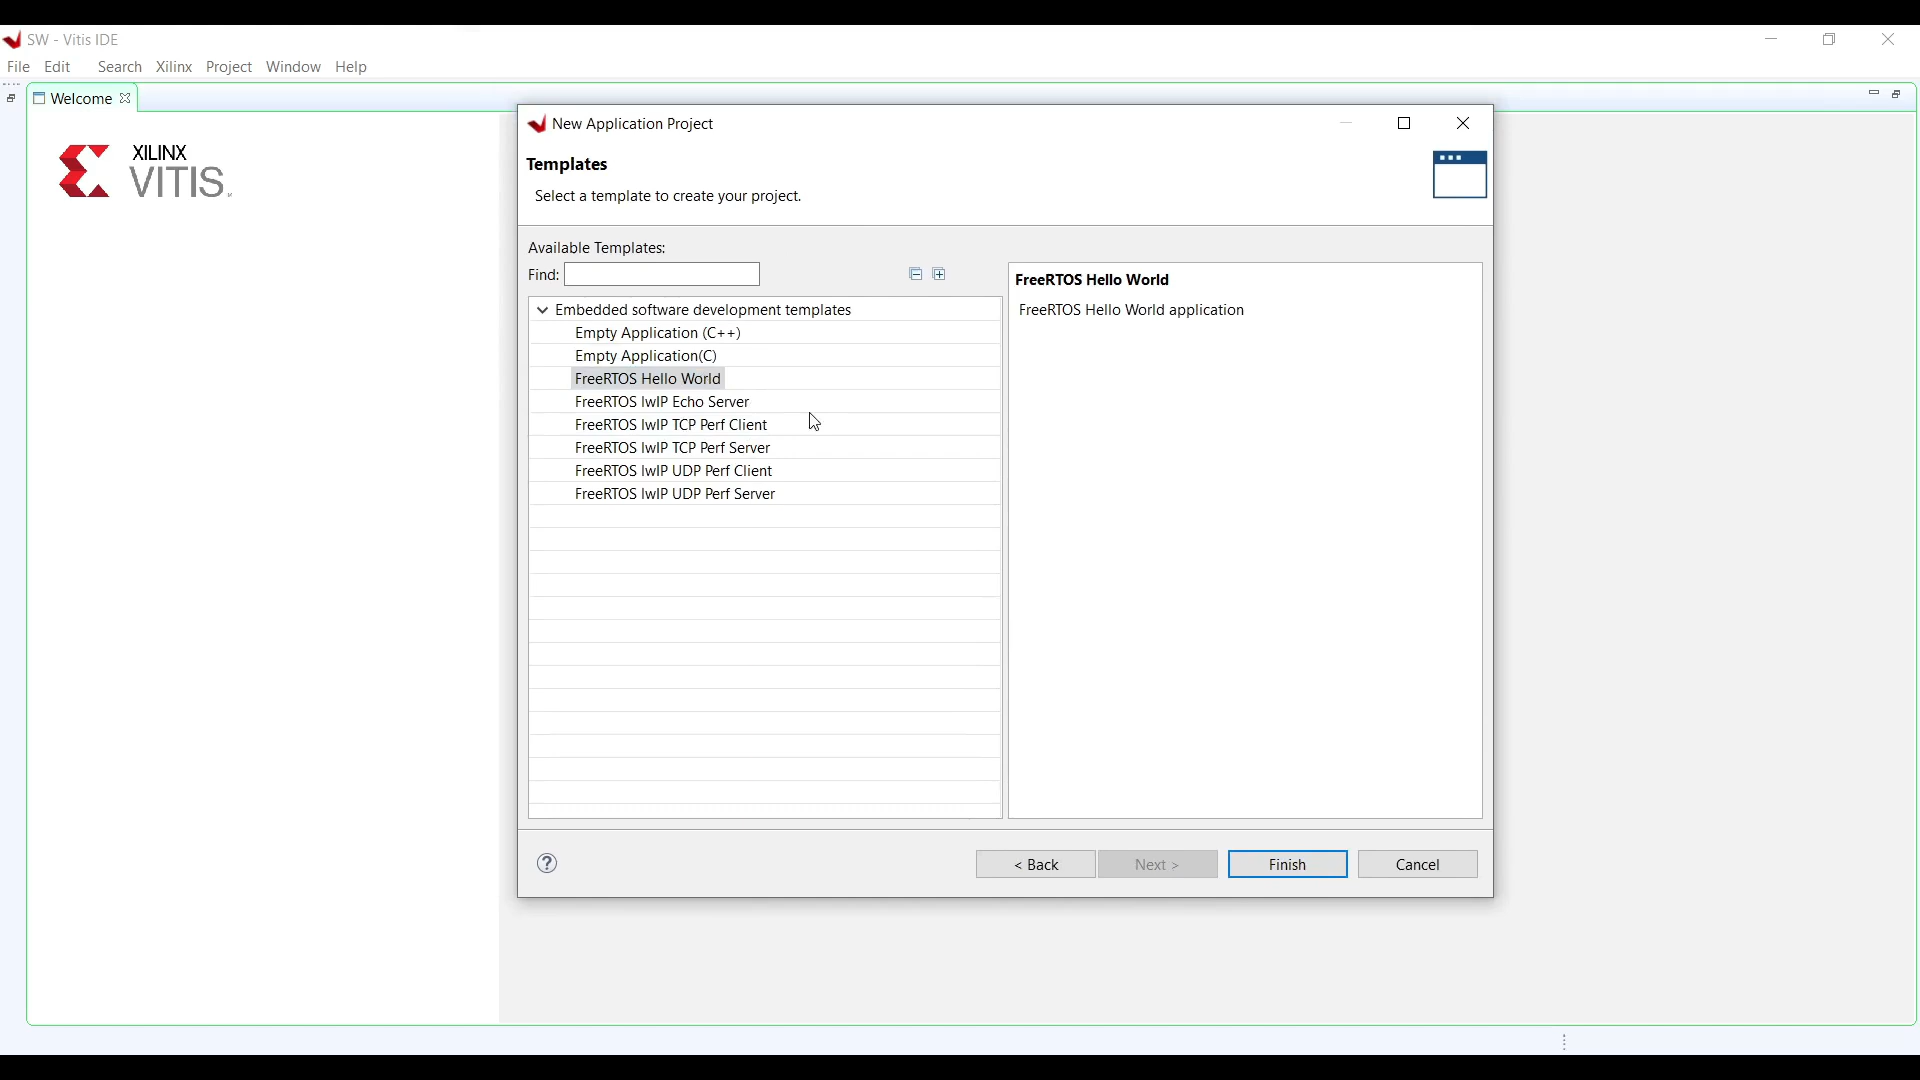 SW - Vitis IDE
File Edit Search Xilinx Project Window Help
Welcome
XILINX
VITIS
New Application Project
Templates
Select a template to create your project.
Available Templates:
Find:
Embedded software development templates
Empty Application (C++)
Empty Application(C)
FreeRTOS Hello World
FreeRTOS lwIP Echo Server
FreeRTOS lwIP TCP Perf Client
FreeRTOS lwIP TCP Perf Server
FreeRTOS lwIP UDP Perf Client
FreeRTOS lwIP UDP Perf Server
FreeRTOS Hello World
FreeRTOS Hello World application
?
< Back
Next >
Finish
Cancel